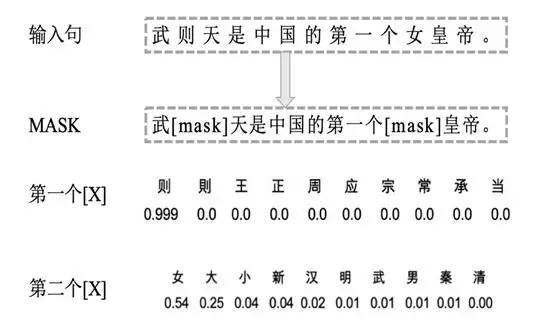 输入句 武则天是中国的第一个女皇帝。
MASK 武[mask]天是中国的第一个[mask]皇帝。
第一个[X] 则 則 王 正 周 应 宗 常 承 当
0.999 0.0 0.0 0.0 0.0 0.0 0.0 0.0 0.0 0.0
第二个[X] 女 大 小 新 汉 明 武 男 秦 清
0.54 0.25 0.04 0.04 0.02 0.01 0.01 0.01 0.01 0.00